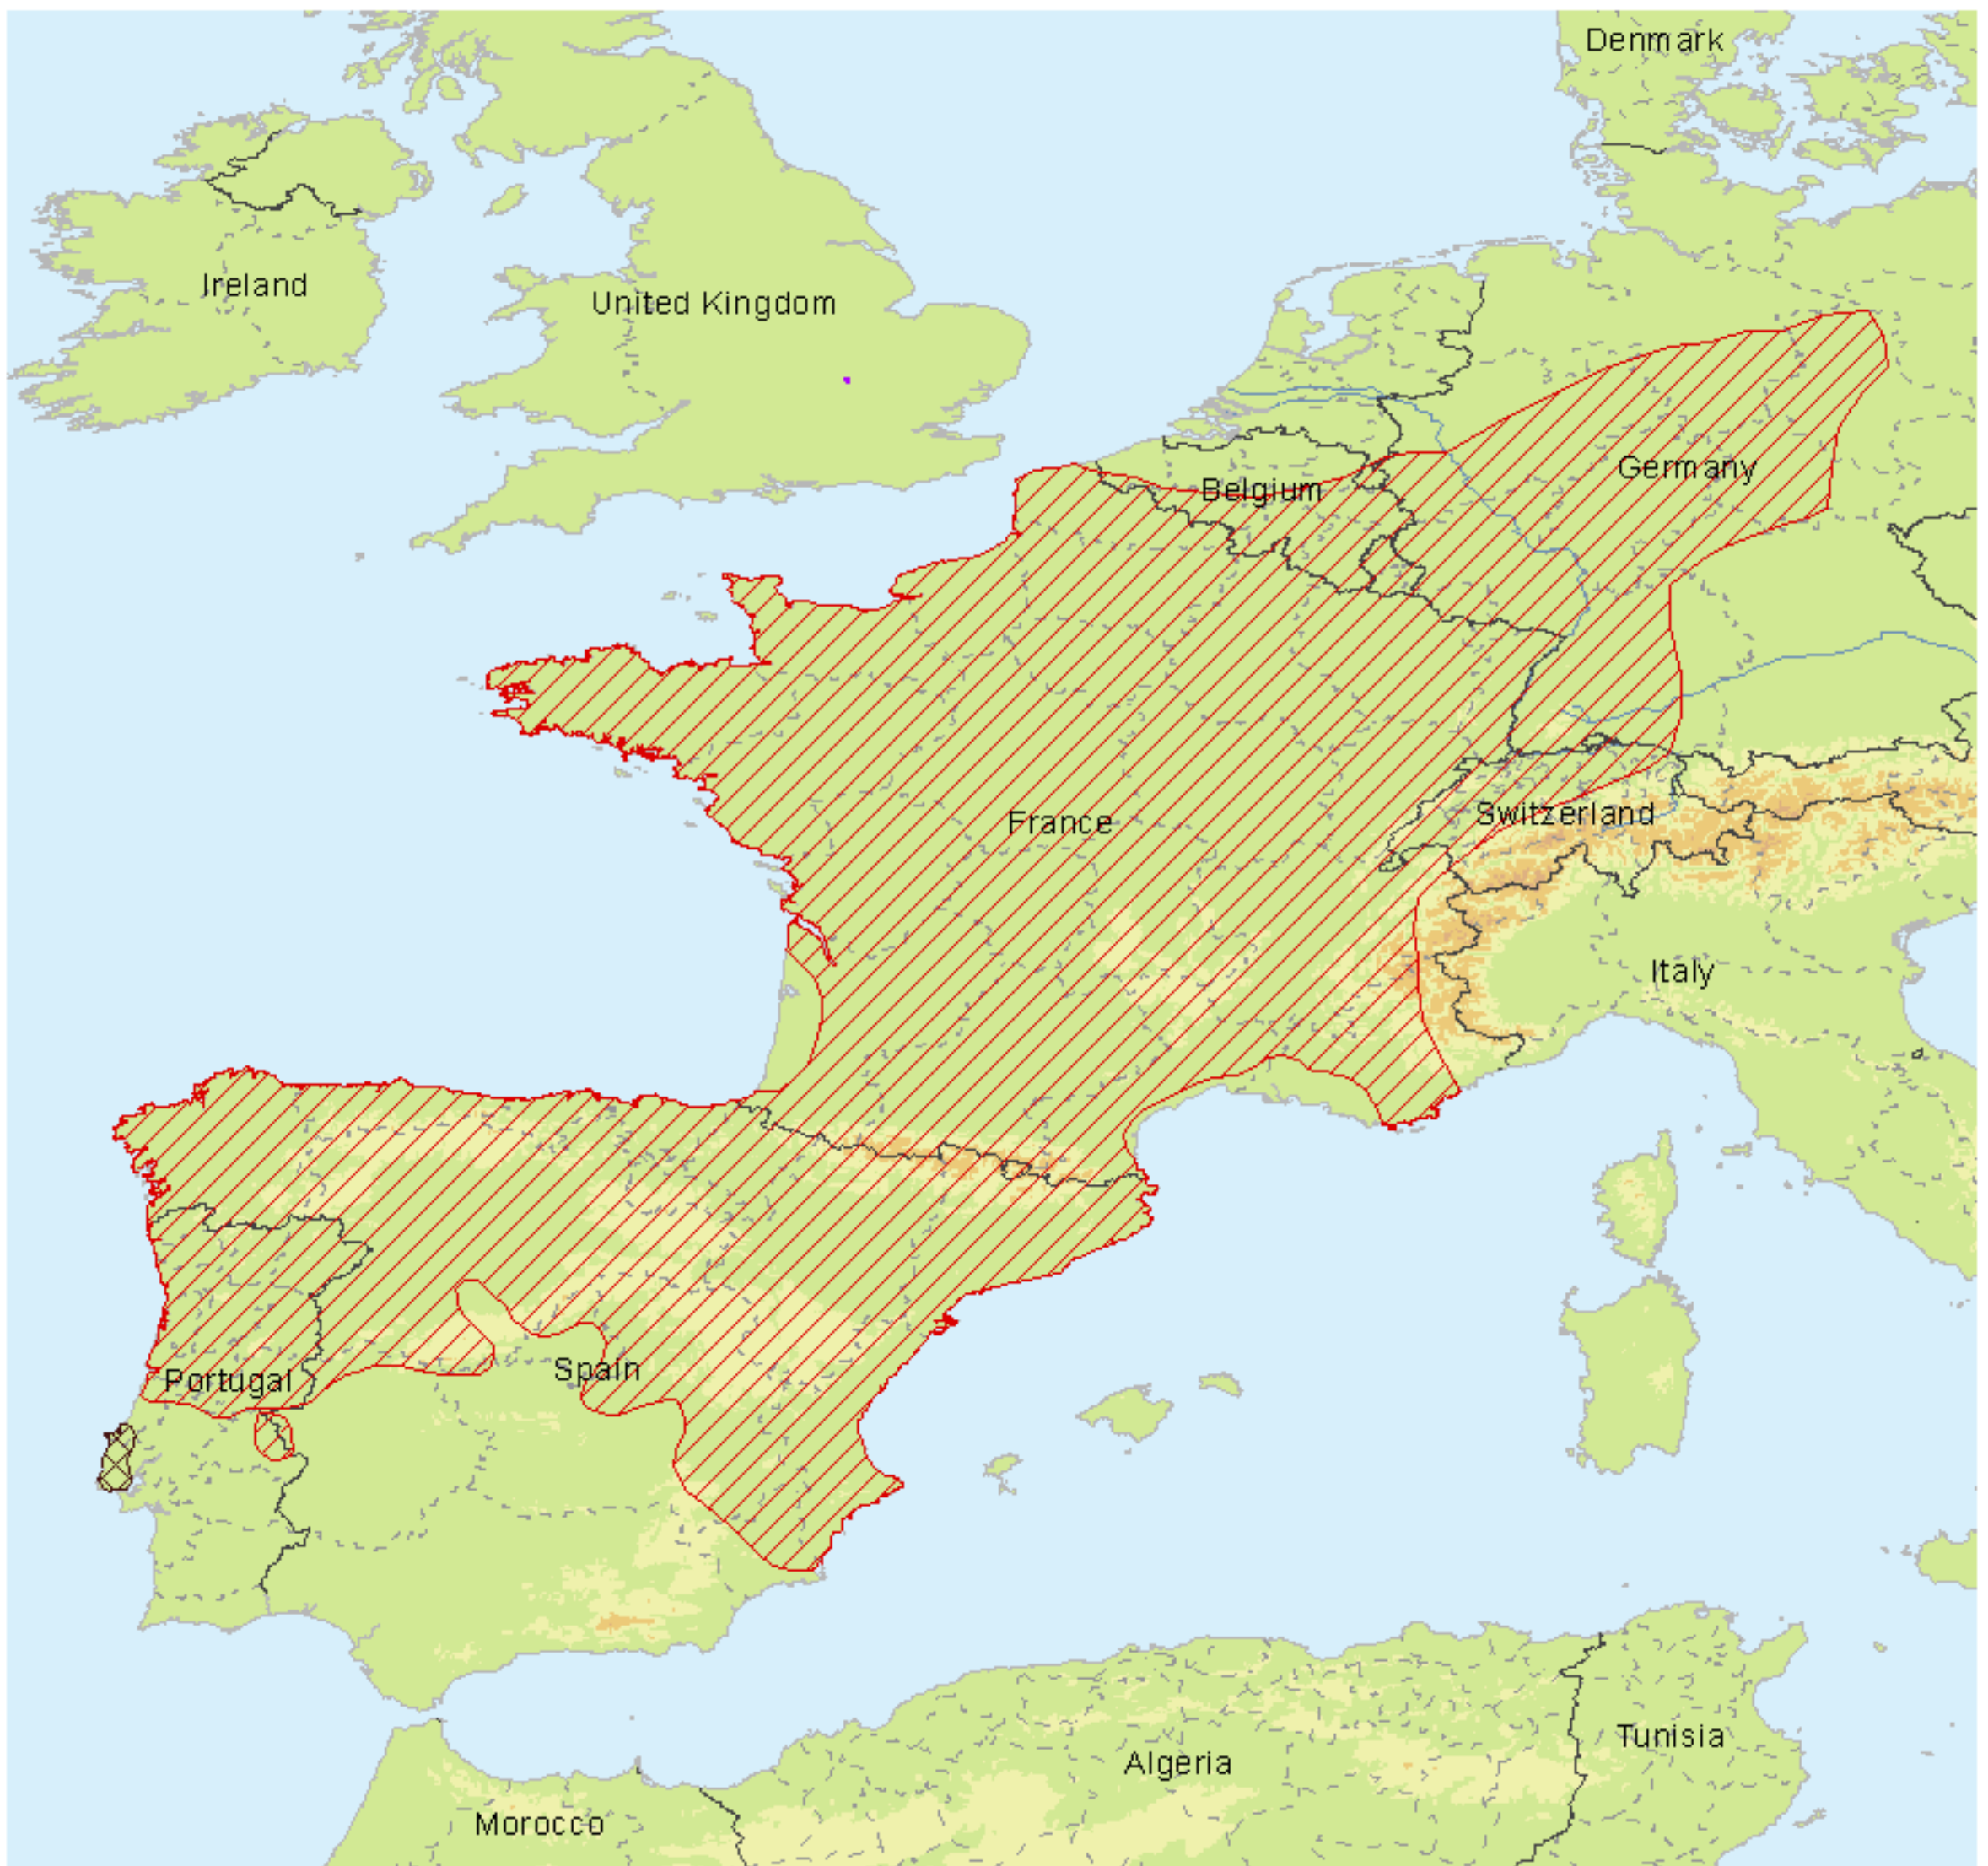 Denmark
Ireland
United Kingdom
Germany
Belgium
France
Switzerland
Italy
Spain
Portugal
Tunisia
Algeria
Morocco